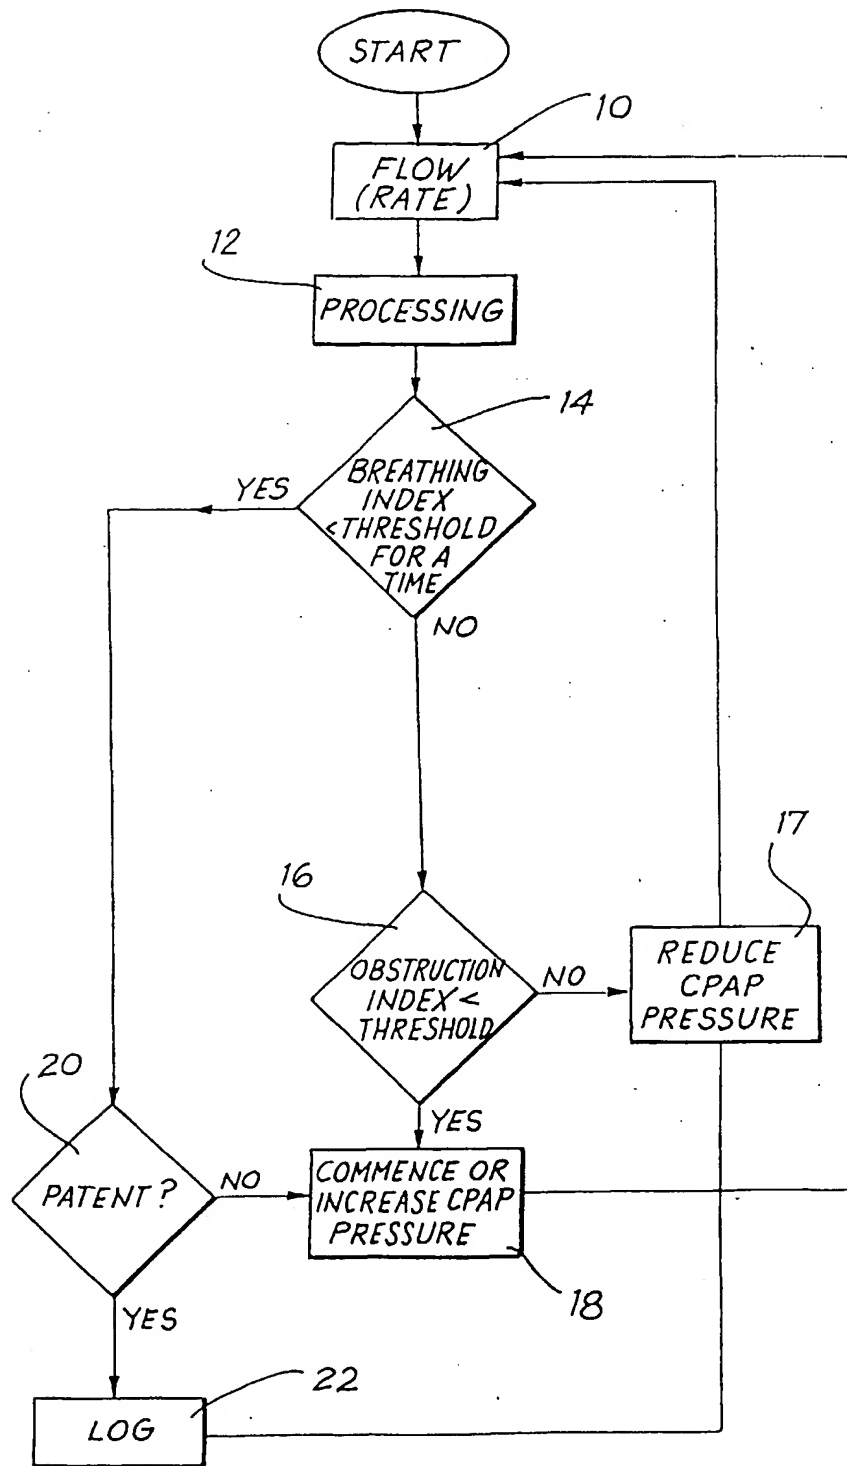 START
10
FLOW
(RATE)
12
PROCESSING
14
BREATHING
INDEX
<THRESHOLD
FOR A
TIME
YES
NO
16
OBSTRUCTION
INDEX <
THRESHOLD
NO
17
REDUCE
CPAP
PRESSURE
YES
20
PATENT?
NO
COMMENCE OR
INCREASE CPAP
PRESSURE
18
YES
22
LOG